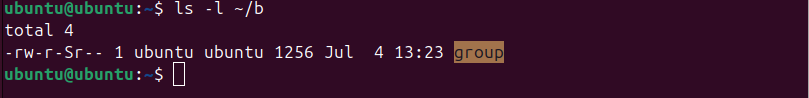 ubuntu@ubuntu:~$ ls -l ~/b
total 4
-rw-r-Sr-- 1 ubuntu ubuntu 1256 Jul  4 13:23 group
ubuntu@ubuntu:~$